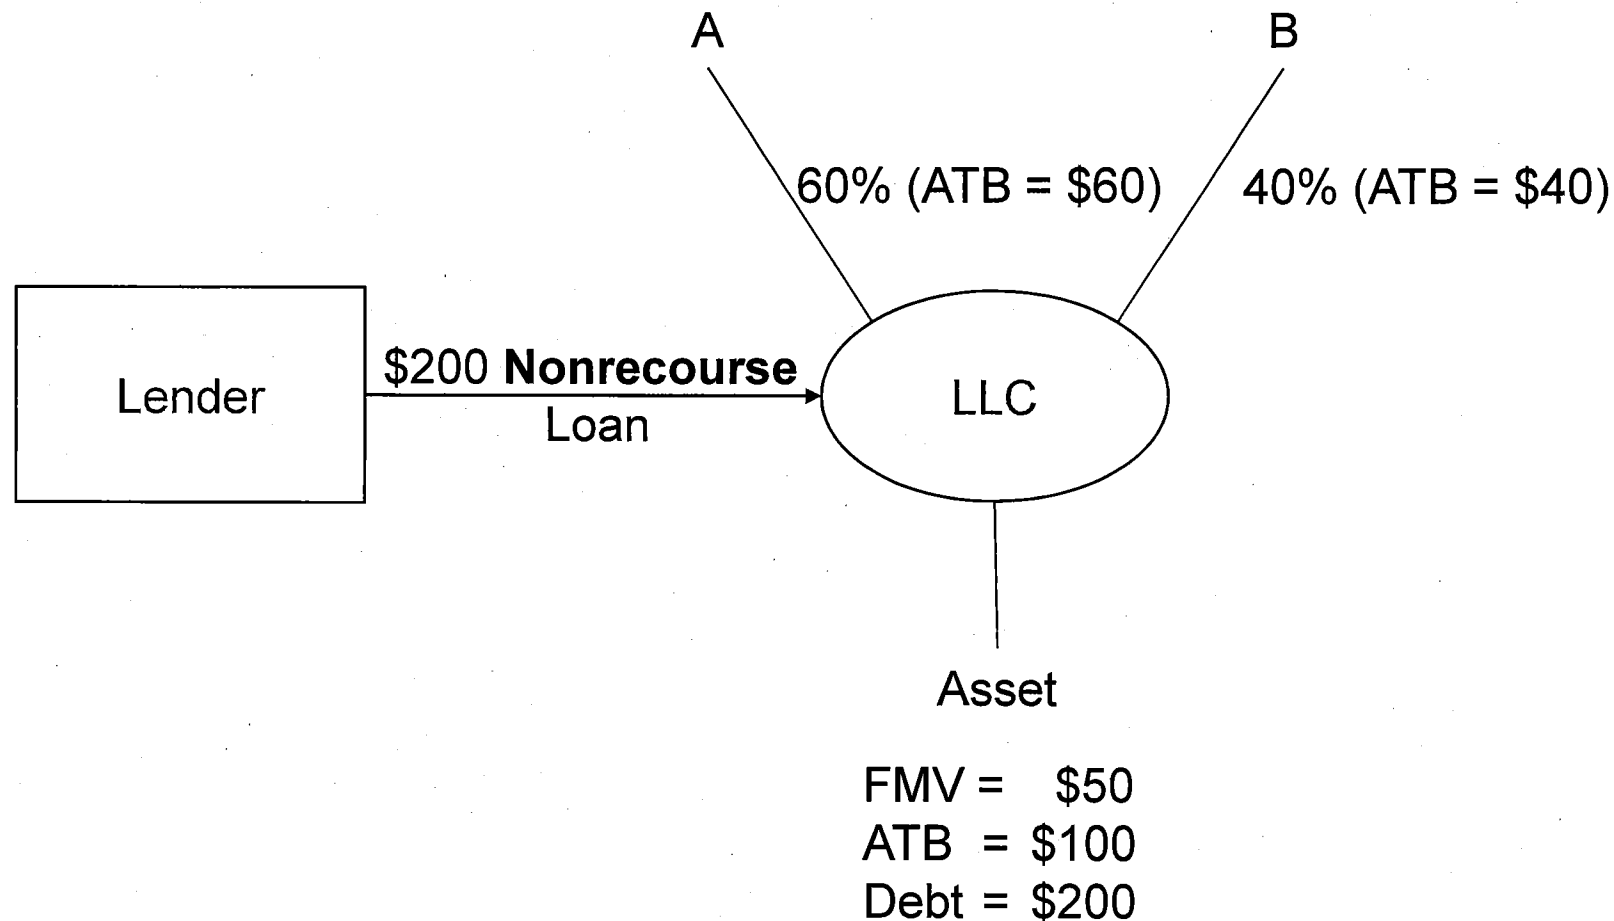 A
B
60% (ATB = $60)
40% (ATB = $40)
$200 Nonrecourse
Loan
Lender
LLC
Asset
FMV = $50
ATB = $100
Debt = $200